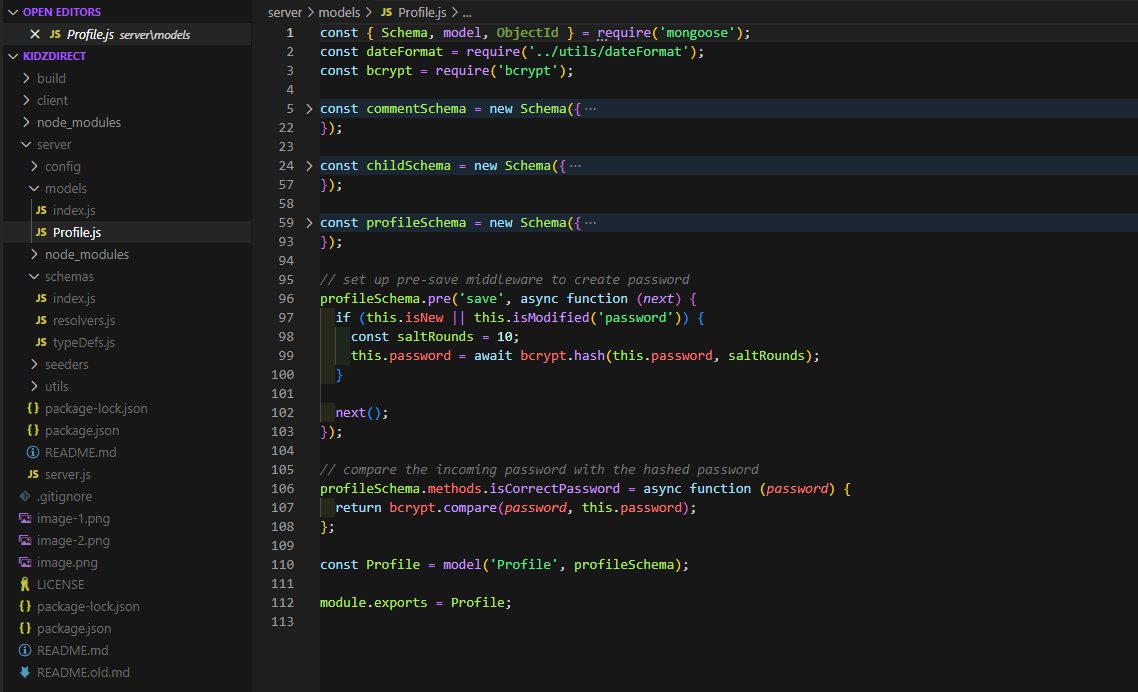 OPEN EDITORS
JS Profile.js server\models
KIDZDIRECT
build
client
node_modules
server
config
models
JS index.js
JS Profile.js
node_modules
schemas
JS index.js
JS resolvers.js
JS typeDefs.js
seeders
utils
{} package-lock.json
{} package.json
README.md
JS server.js
.gitignore
image-1.png
image-2.png
image.png
LICENSE
{} package-lock.json
{} package.json
README.md
README.old.md
server > models > JS Profile.js > ...
1 const { Schema, model, ObjectId } = require('mongoose');
2 const dateFormat = require('../utils/dateFormat');
3 const bcrypt = require('bcrypt');
4
5 const commentSchema = new Schema({ ···
22 });
23
24 const childSchema = new Schema({ ···
57 });
58
59 const profileSchema = new Schema({ ···
93 });
94
95 // set up pre-save middleware to create password
96 profileSchema.pre('save', async function (next) {
97   if (this.isNew || this.isModified('password')) {
98     const saltRounds = 10;
99     this.password = await bcrypt.hash(this.password, saltRounds);
100   }
101
102   next();
103 });
104
105 // compare the incoming password with the hashed password
106 profileSchema.methods.isCorrectPassword = async function (password) {
107   return bcrypt.compare(password, this.password);
108 };
109
110 const Profile = model('Profile', profileSchema);
111
112 module.exports = Profile;
113